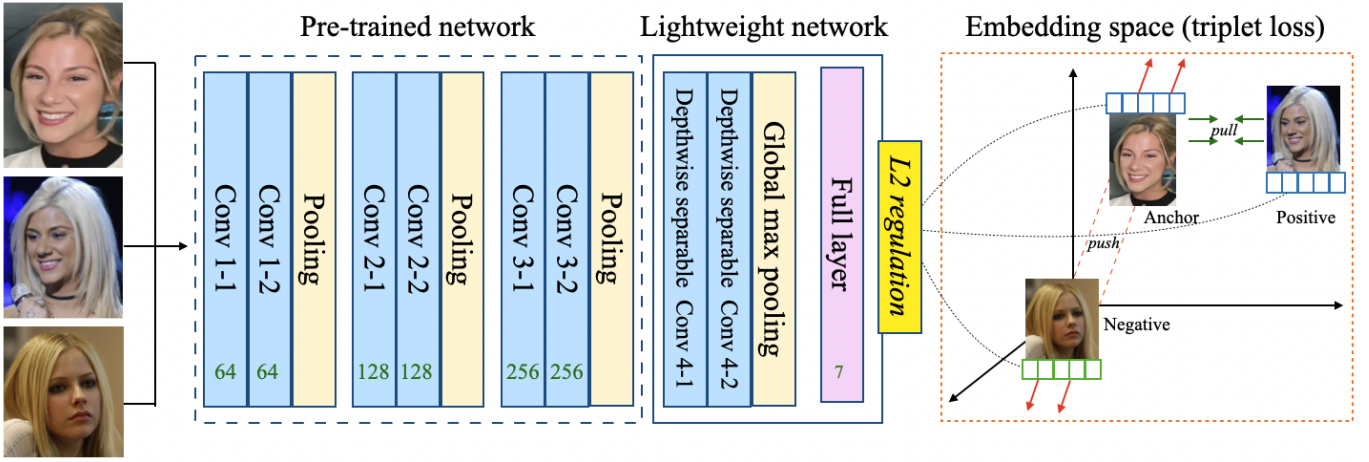 Pre-trained network
Lightweight network
Embedding space (triplet loss)
Conv 1-1
64
Conv 1-2
64
Pooling
Conv 2-1
128
Conv 2-2
128
Pooling
Conv 3-1
256
Conv 3-2
256
Pooling
Depthwise separable Conv 4-1
Depthwise separable Conv 4-2
Global max pooling
Full layer
7
L2 regulation
pull
Anchor
Positive
push
Negative